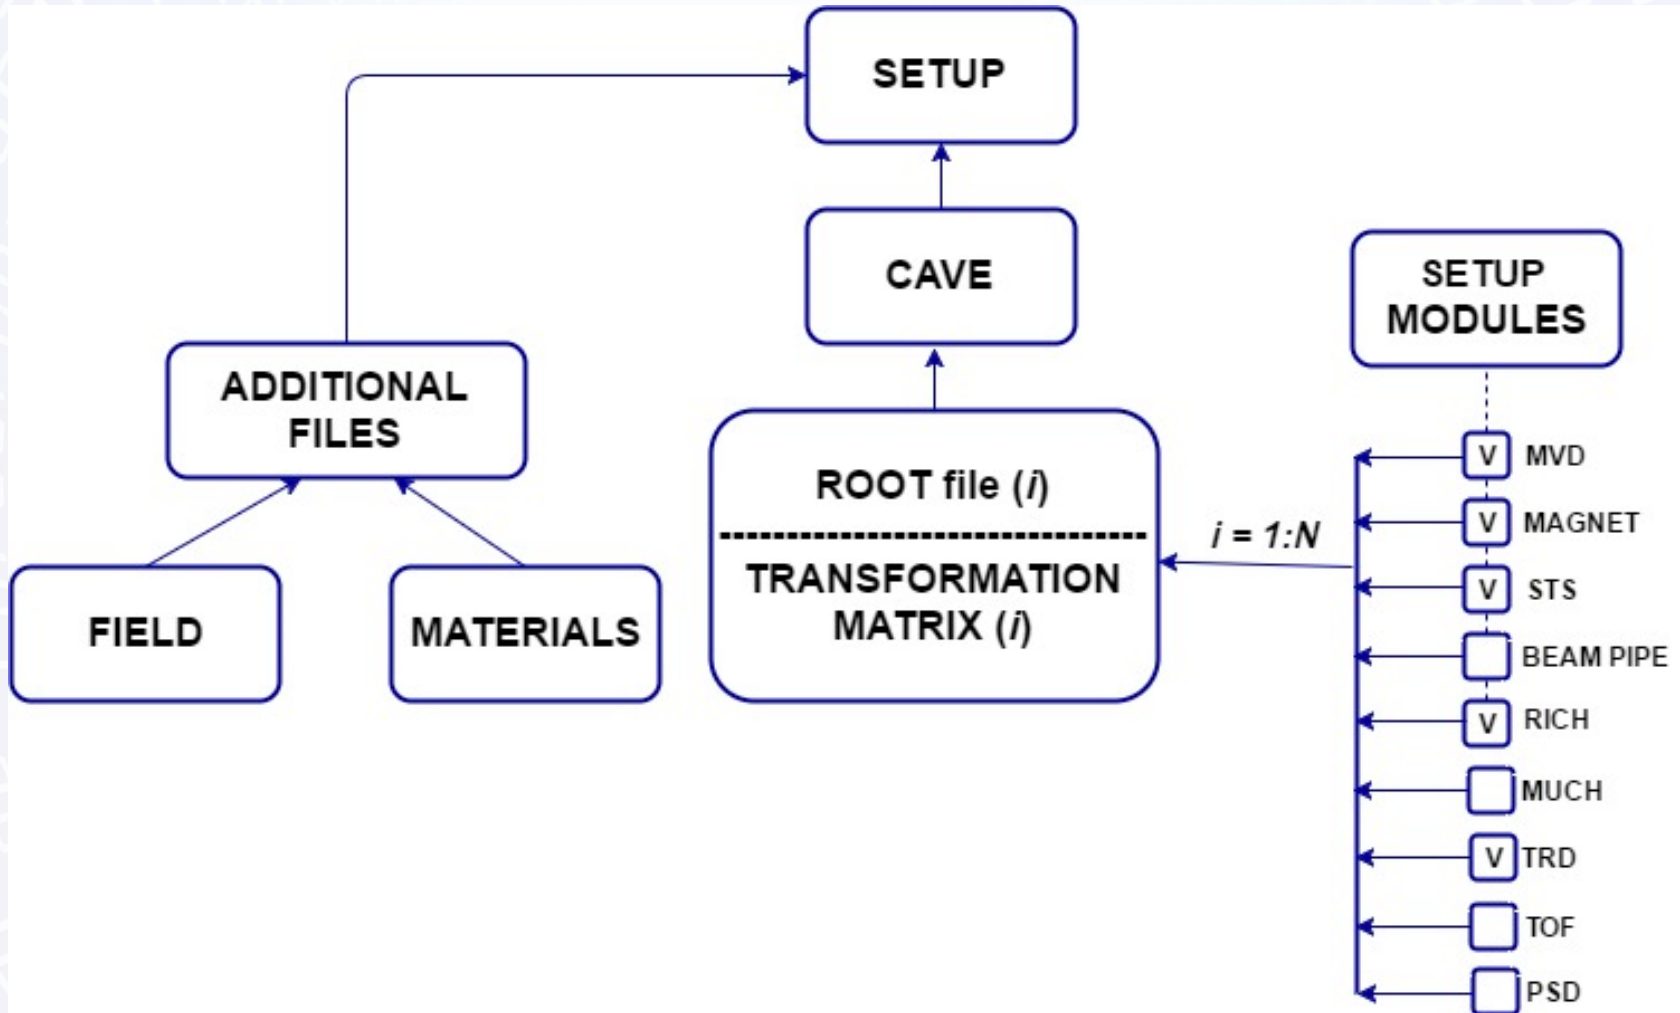 SETUP
CAVE
SETUP
MODULES
ADDITIONAL
FILES
ROOT file (i)
TRANSFORMATION
MATRIX (i)
i = 1:N
FIELD
MATERIALS
V MVD
V MAGNET
V STS
BEAM PIPE
V RICH
MUCH
V TRD
TOF
PSD